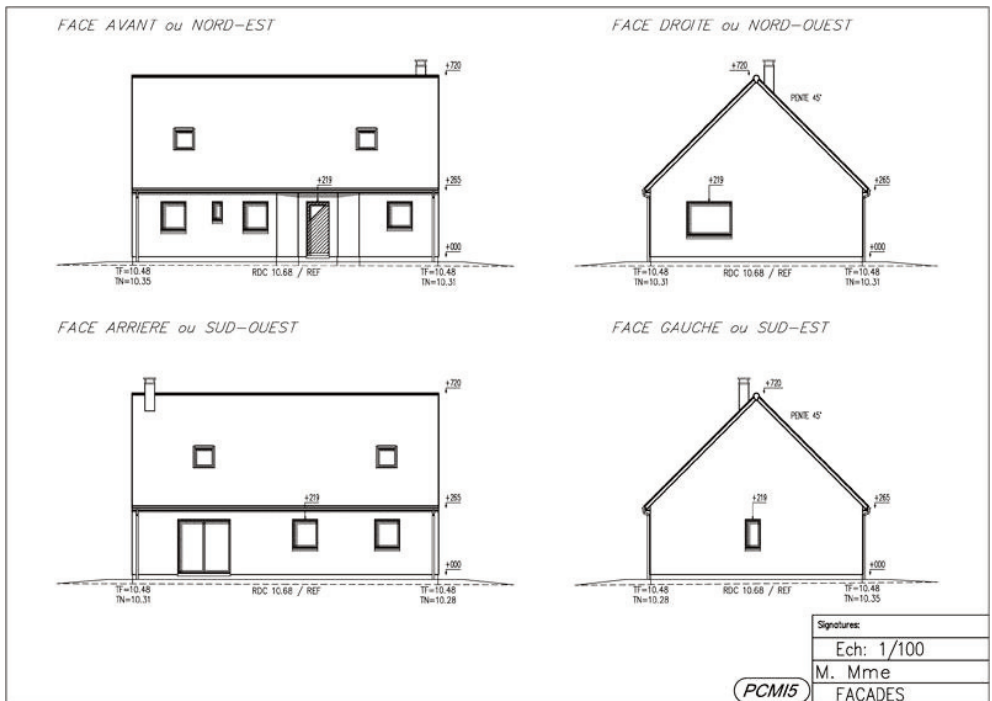 FACE AVANT ou NORD-EST
+720
+265
+219
+000
TF=10.48
TN=10.35
RDC 10.68 / REF
TF=10.48
TN=10.31
FACE DROITE ou NORD-OUEST
+720
PENTE 45°
+265
+219
+000
TF=10.48
TN=10.31
RDC 10.68 / REF
TF=10.48
TN=10.31
FACE ARRIERE ou SUD-OUEST
+720
+265
+219
+000
TF=10.48
TN=10.31
RDC 10.68 / REF
TF=10.48
TN=10.28
FACE GAUCHE ou SUD-EST
+720
PENTE 45°
+265
+219
+000
TF=10.48
TN=10.28
RDC 10.68 / REF
TF=10.48
TN=10.35
Signatures:
Ech: 1/100
M. Mme
PCMI5
FACADES